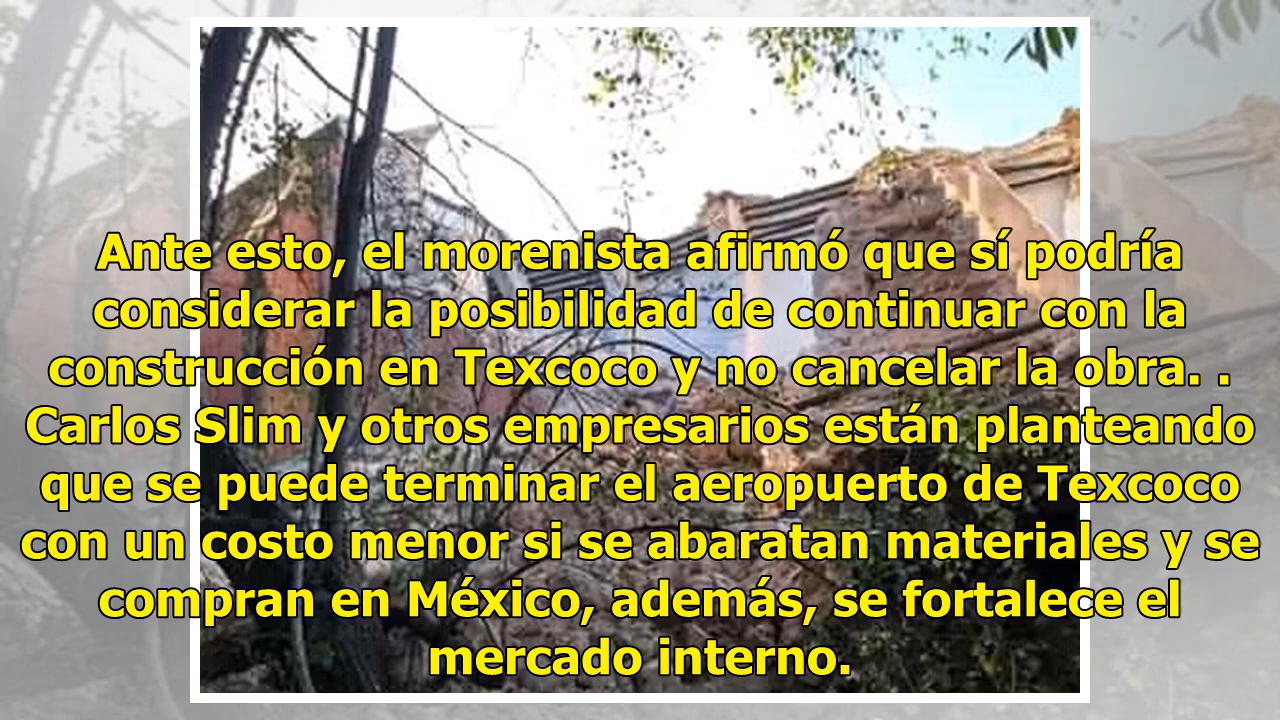 Ante esto, el morenista afirmó que sí podría
considerar la posibilidad de continuar con la
construcción en Texcoco y no cancelar la obra. .
Carlos Slim y otros empresarios están planteando
que se puede terminar el aeropuerto de Texcoco
con un costo menor si se abaratan materiales y se
compran en México, además, se fortalece el
mercado interno.